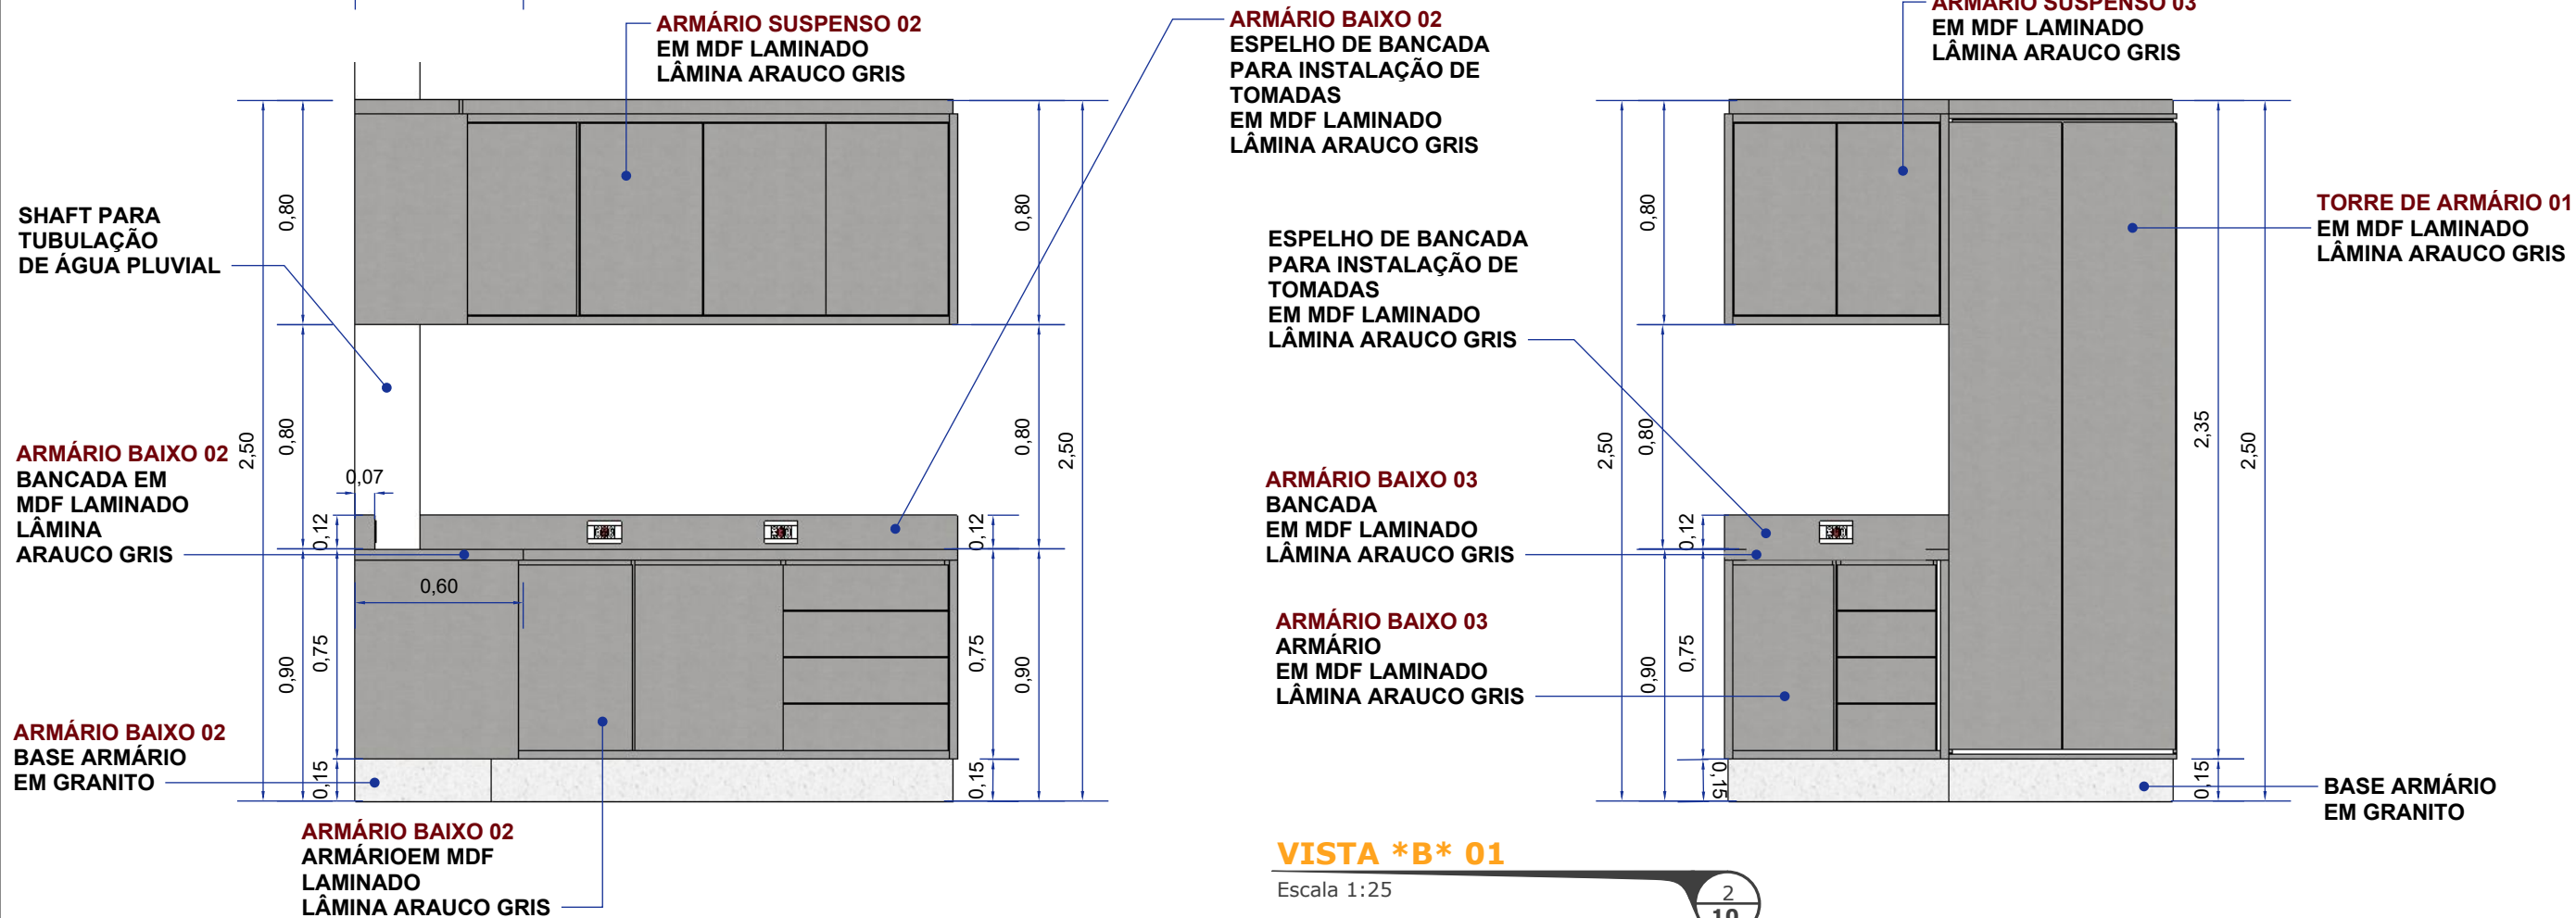 ARMÁRIO SUSPENSO 02
EM MDF LAMINADO
LÂMINA ARAUCO GRIS
ARMÁRIO BAIXO 02
ESPELHO DE BANCADA
PARA INSTALAÇÃO DE
TOMADAS
EM MDF LAMINADO
LÂMINA ARAUCO GRIS
ARMÁRIO SUSPENSO 03
EM MDF LAMINADO
LÂMINA ARAUCO GRIS
SHAFT PARA
TUBULAÇÃO
DE ÁGUA PLUVIAL
ESPELHO DE BANCADA
PARA INSTALAÇÃO DE
TOMADAS
EM MDF LAMINADO
LÂMINA ARAUCO GRIS
TORRE DE ARMÁRIO 01
EM MDF LAMINADO
LÂMINA ARAUCO GRIS
ARMÁRIO BAIXO 02
BANCADA EM
MDF LAMINADO
LÂMINA
ARAUCO GRIS
ARMÁRIO BAIXO 03
BANCADA
EM MDF LAMINADO
LÂMINA ARAUCO GRIS
ARMÁRIO BAIXO 03
ARMÁRIO
EM MDF LAMINADO
LÂMINA ARAUCO GRIS
ARMÁRIO BAIXO 02
BASE ARMÁRIO
EM GRANITO
ARMÁRIO BAIXO 02
ARMÁRIOEM MDF
LAMINADO
LÂMINA ARAUCO GRIS
BASE ARMÁRIO
EM GRANITO
2,50
0,80
0,80
0,90
0,12
0,75
0,15
0,07
0,60
0,80
0,80
0,12
0,75
0,15
0,90
2,50
2,50
0,80
0,80
0,90
0,12
0,75
0,15
2,35
0,15
2,50
VISTA *B* 01
Escala 1:25
2
10